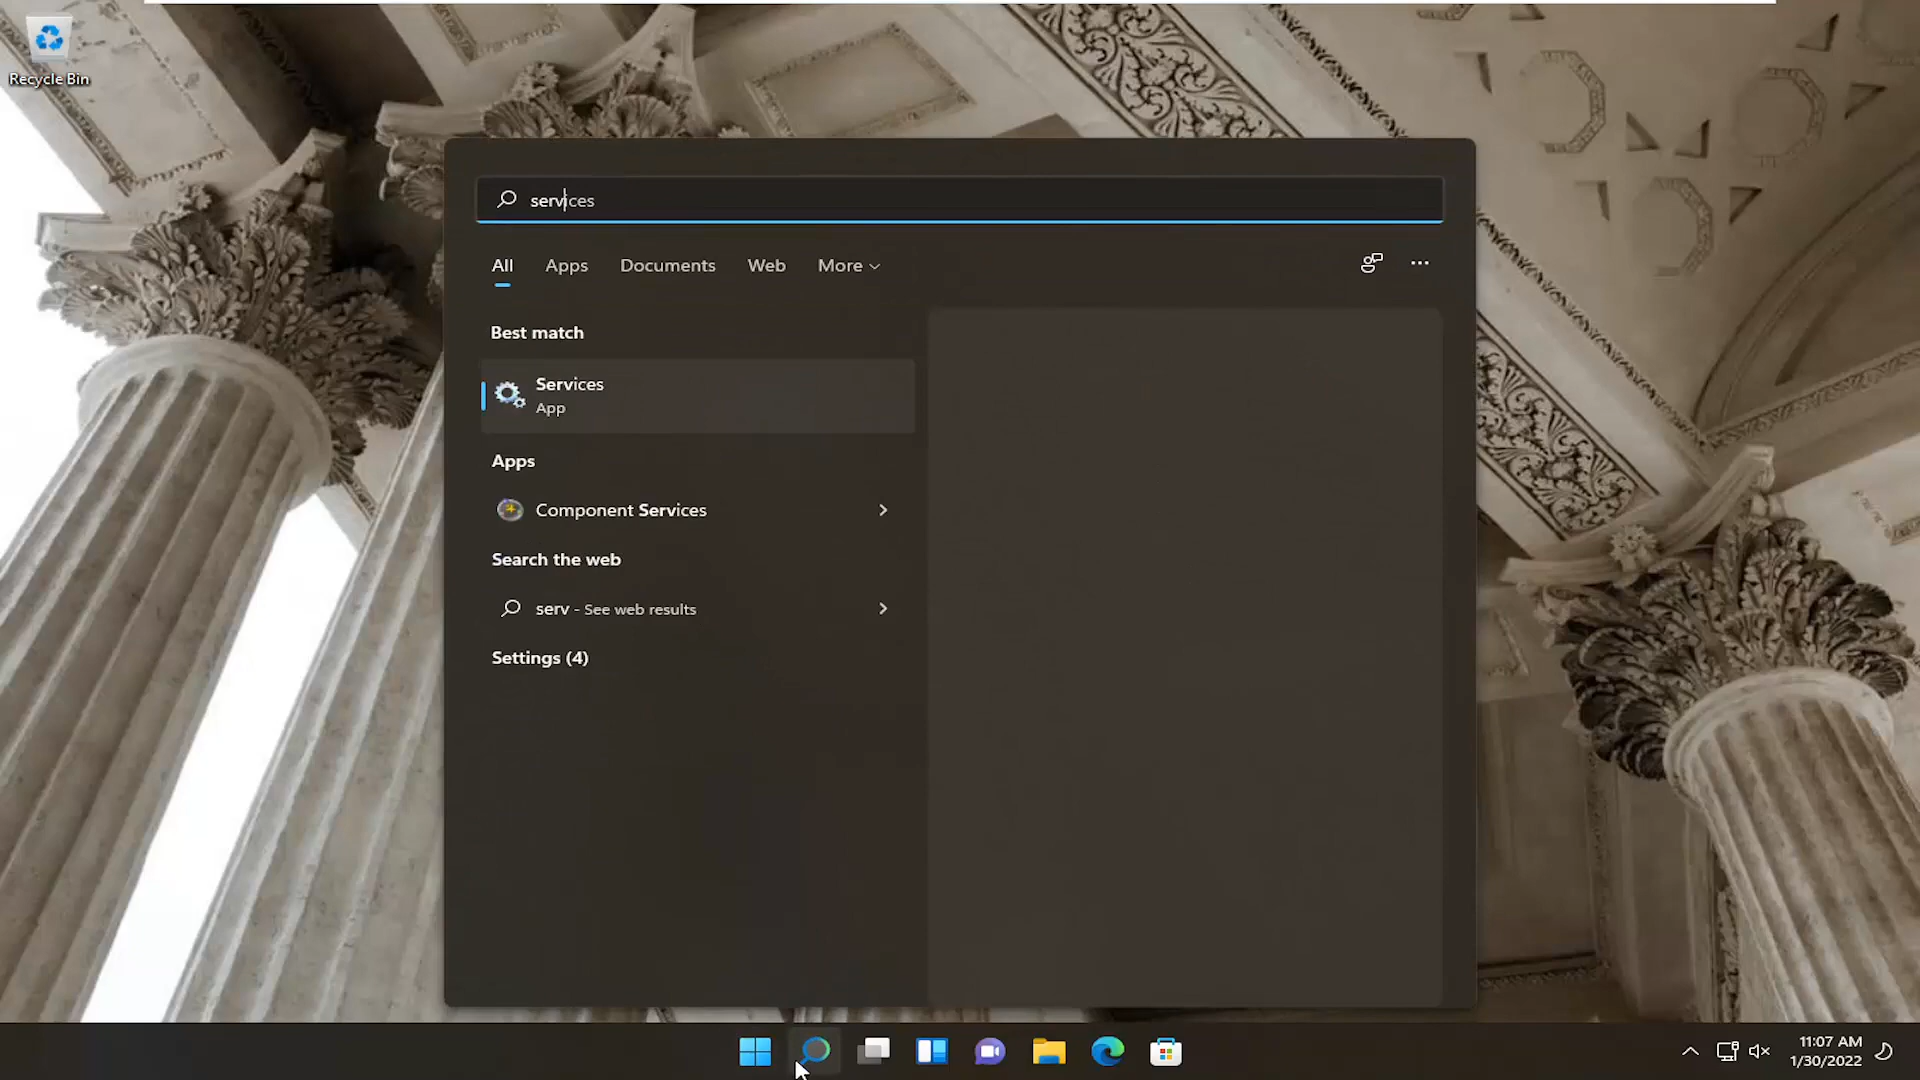 Recycle Bin
services
All
Apps
Documents
Web
More
Best match
Services
App
Apps
Component Services
Search the web
serv - See web results
Settings (4)
11:07 AM
1/30/2022